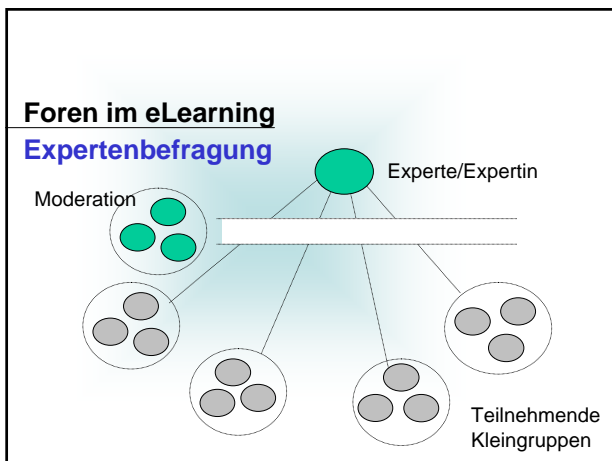 Foren im eLearning
Expertenbefragung
Experte/Expertin
Moderation
Teilnehmende
Kleingruppen